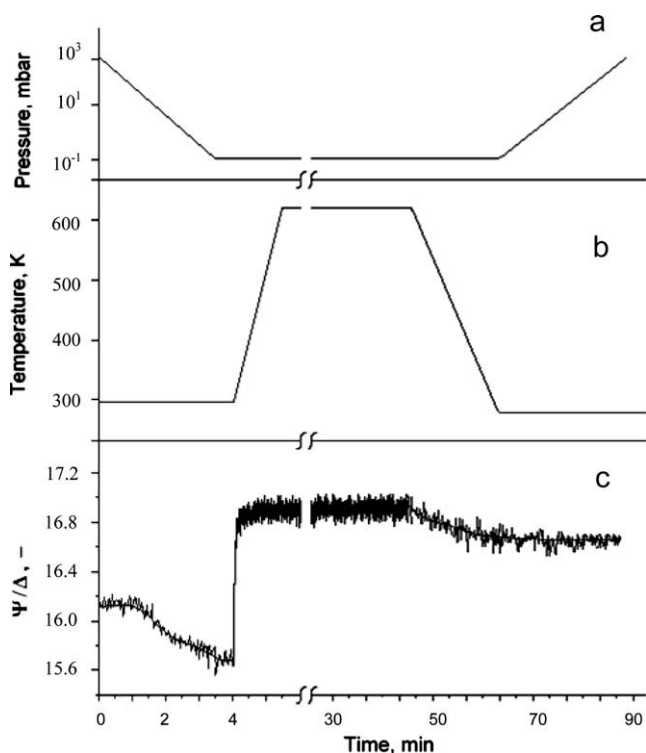 a
Pressure, mbar
10³
10¹
10⁻¹
b
Temperature, K
600
500
400
300
c
Ψ/Δ, –
17.2
16.8
16.4
16.0
15.6
0 2 4 30 50 70 90
Time, min